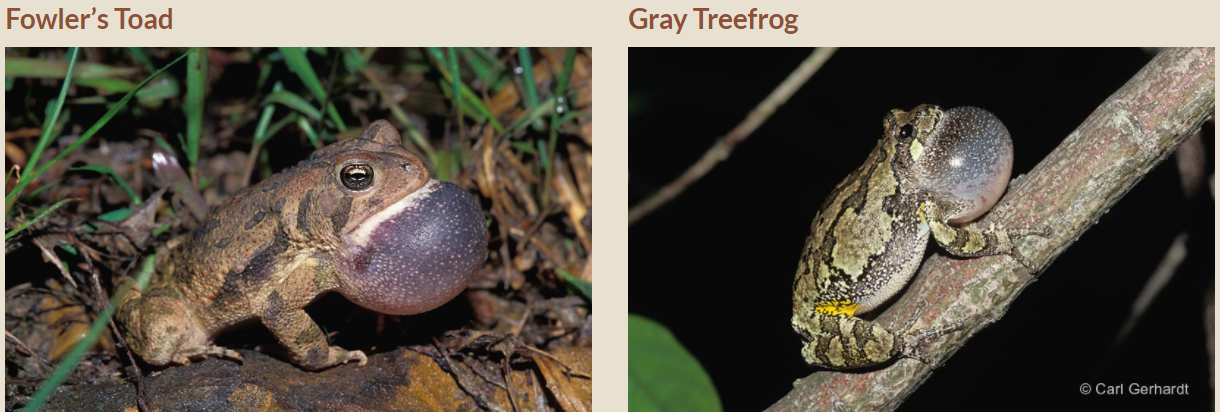 Fowler’s Toad
Gray Treefrog
© Carl Gerhardt